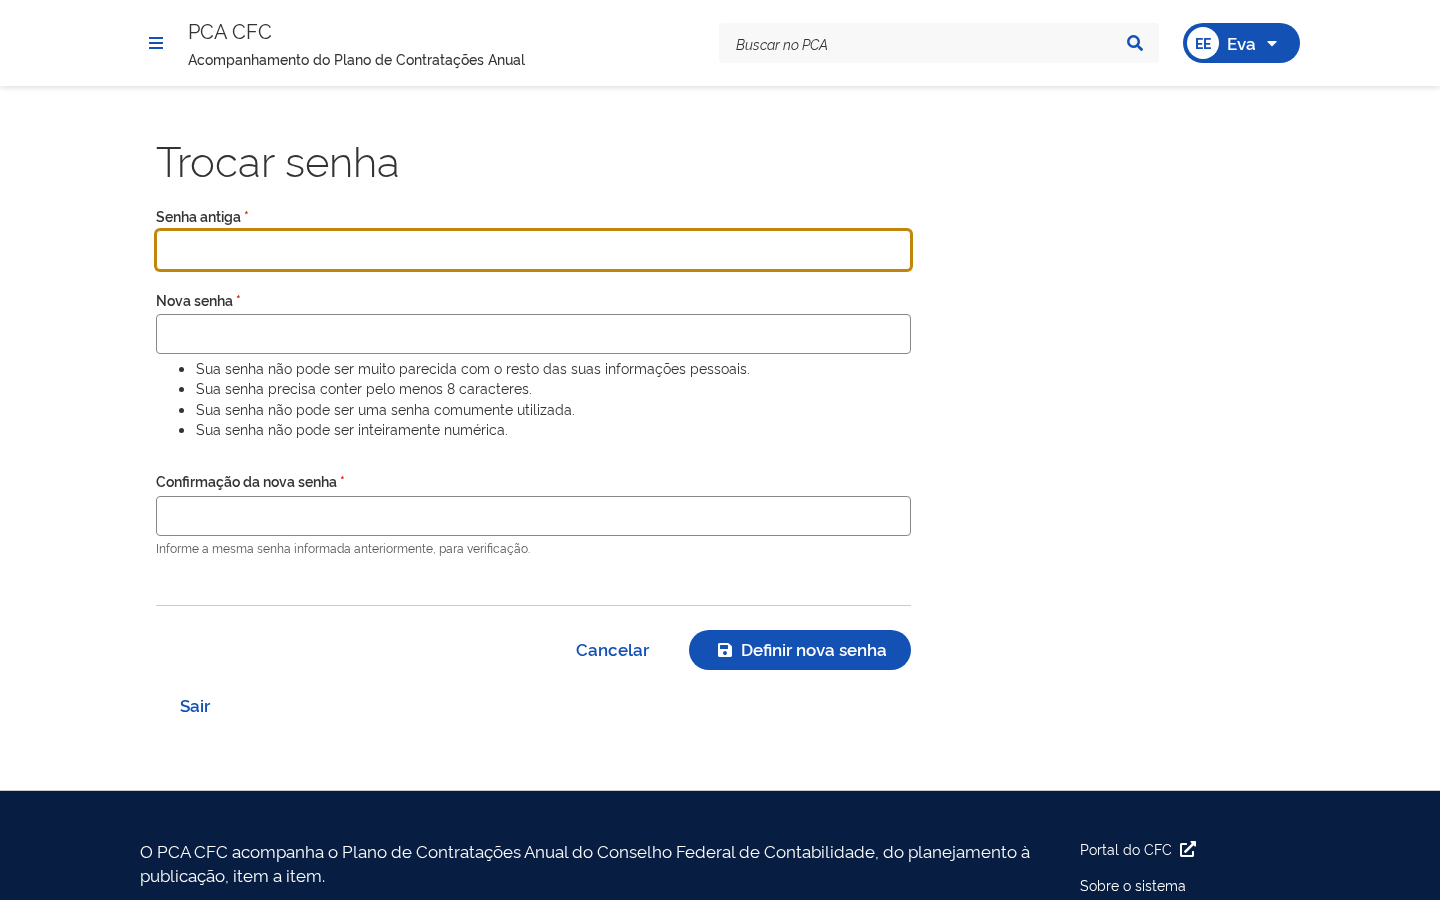 PCA CFC
Acompanhamento do Plano de Contratações Anual
Buscar no PCA
EE Eva
Trocar senha
Senha antiga *
Nova senha *
Sua senha não pode ser muito parecida com o resto das suas informações pessoais.
Sua senha precisa conter pelo menos 8 caracteres.
Sua senha não pode ser uma senha comumente utilizada.
Sua senha não pode ser inteiramente numérica.
Confirmação da nova senha *
Informe a mesma senha informada anteriormente, para verificação.
Cancelar
Definir nova senha
Sair
O PCA CFC acompanha o Plano de Contratações Anual do Conselho Federal de Contabilidade, do planejamento à
publicação, item a item.
Portal do CFC
Sobre o sistema